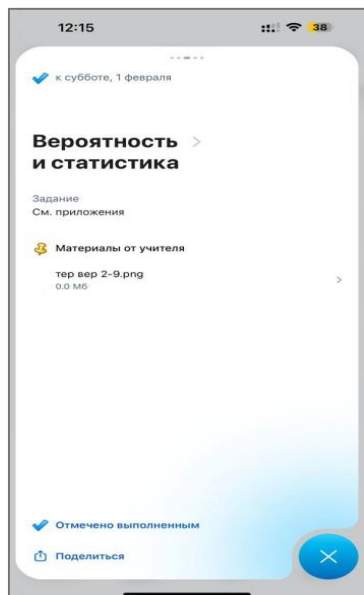 12:15
38
к субботе, 1 февраля
Вероятность
и статистика
Задание
См. приложения
Материалы от учителя
тер вер 2-9.png
0.0 Мб
Отмечено выполненным
Поделиться